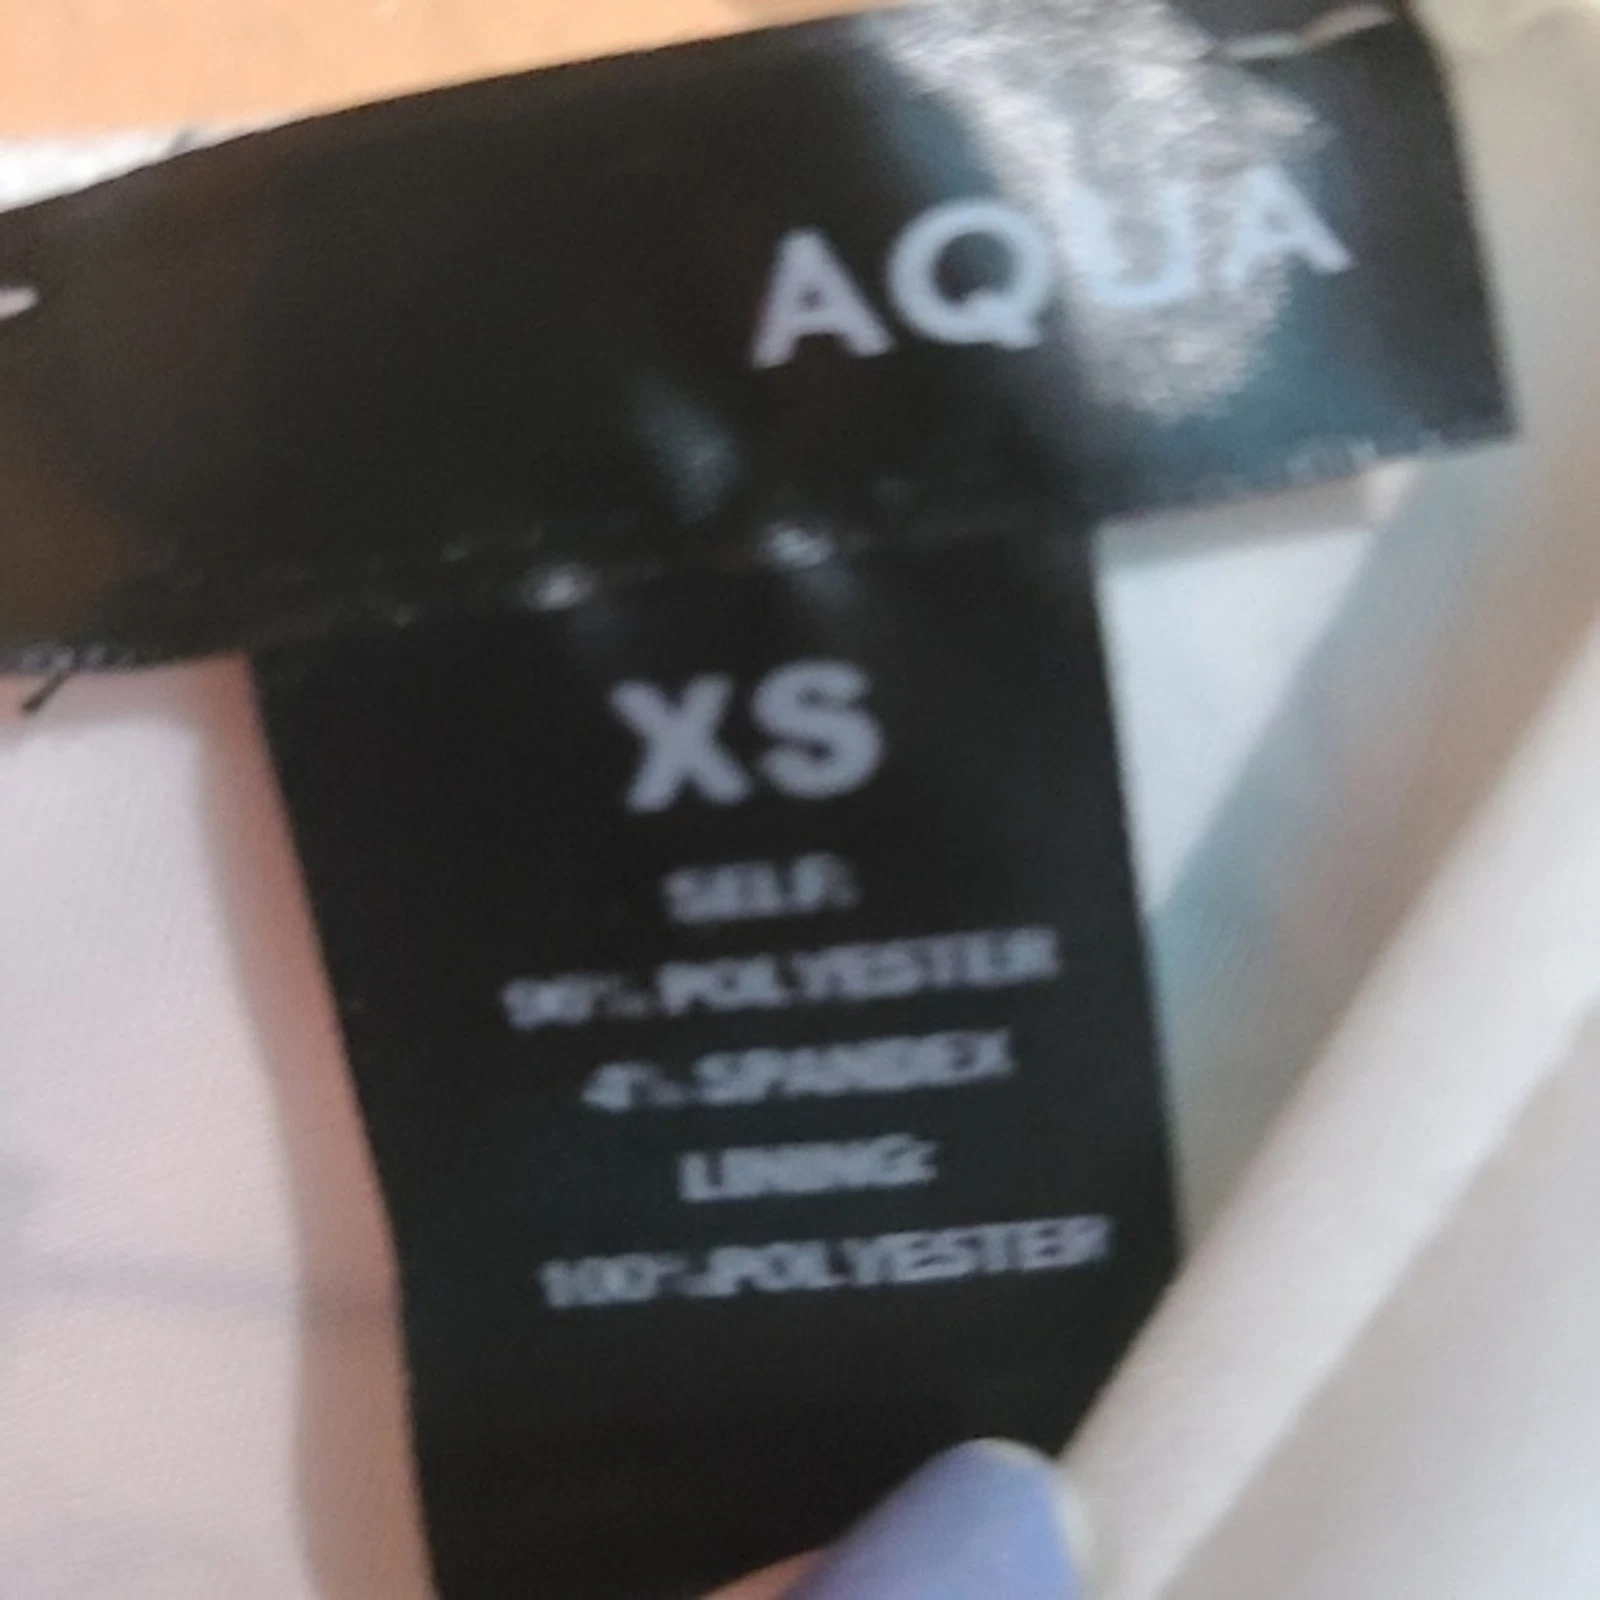 AQUA
XS
SELF:
POLYESTER
4% SPANDEX
LINING:
100% POLYESTER